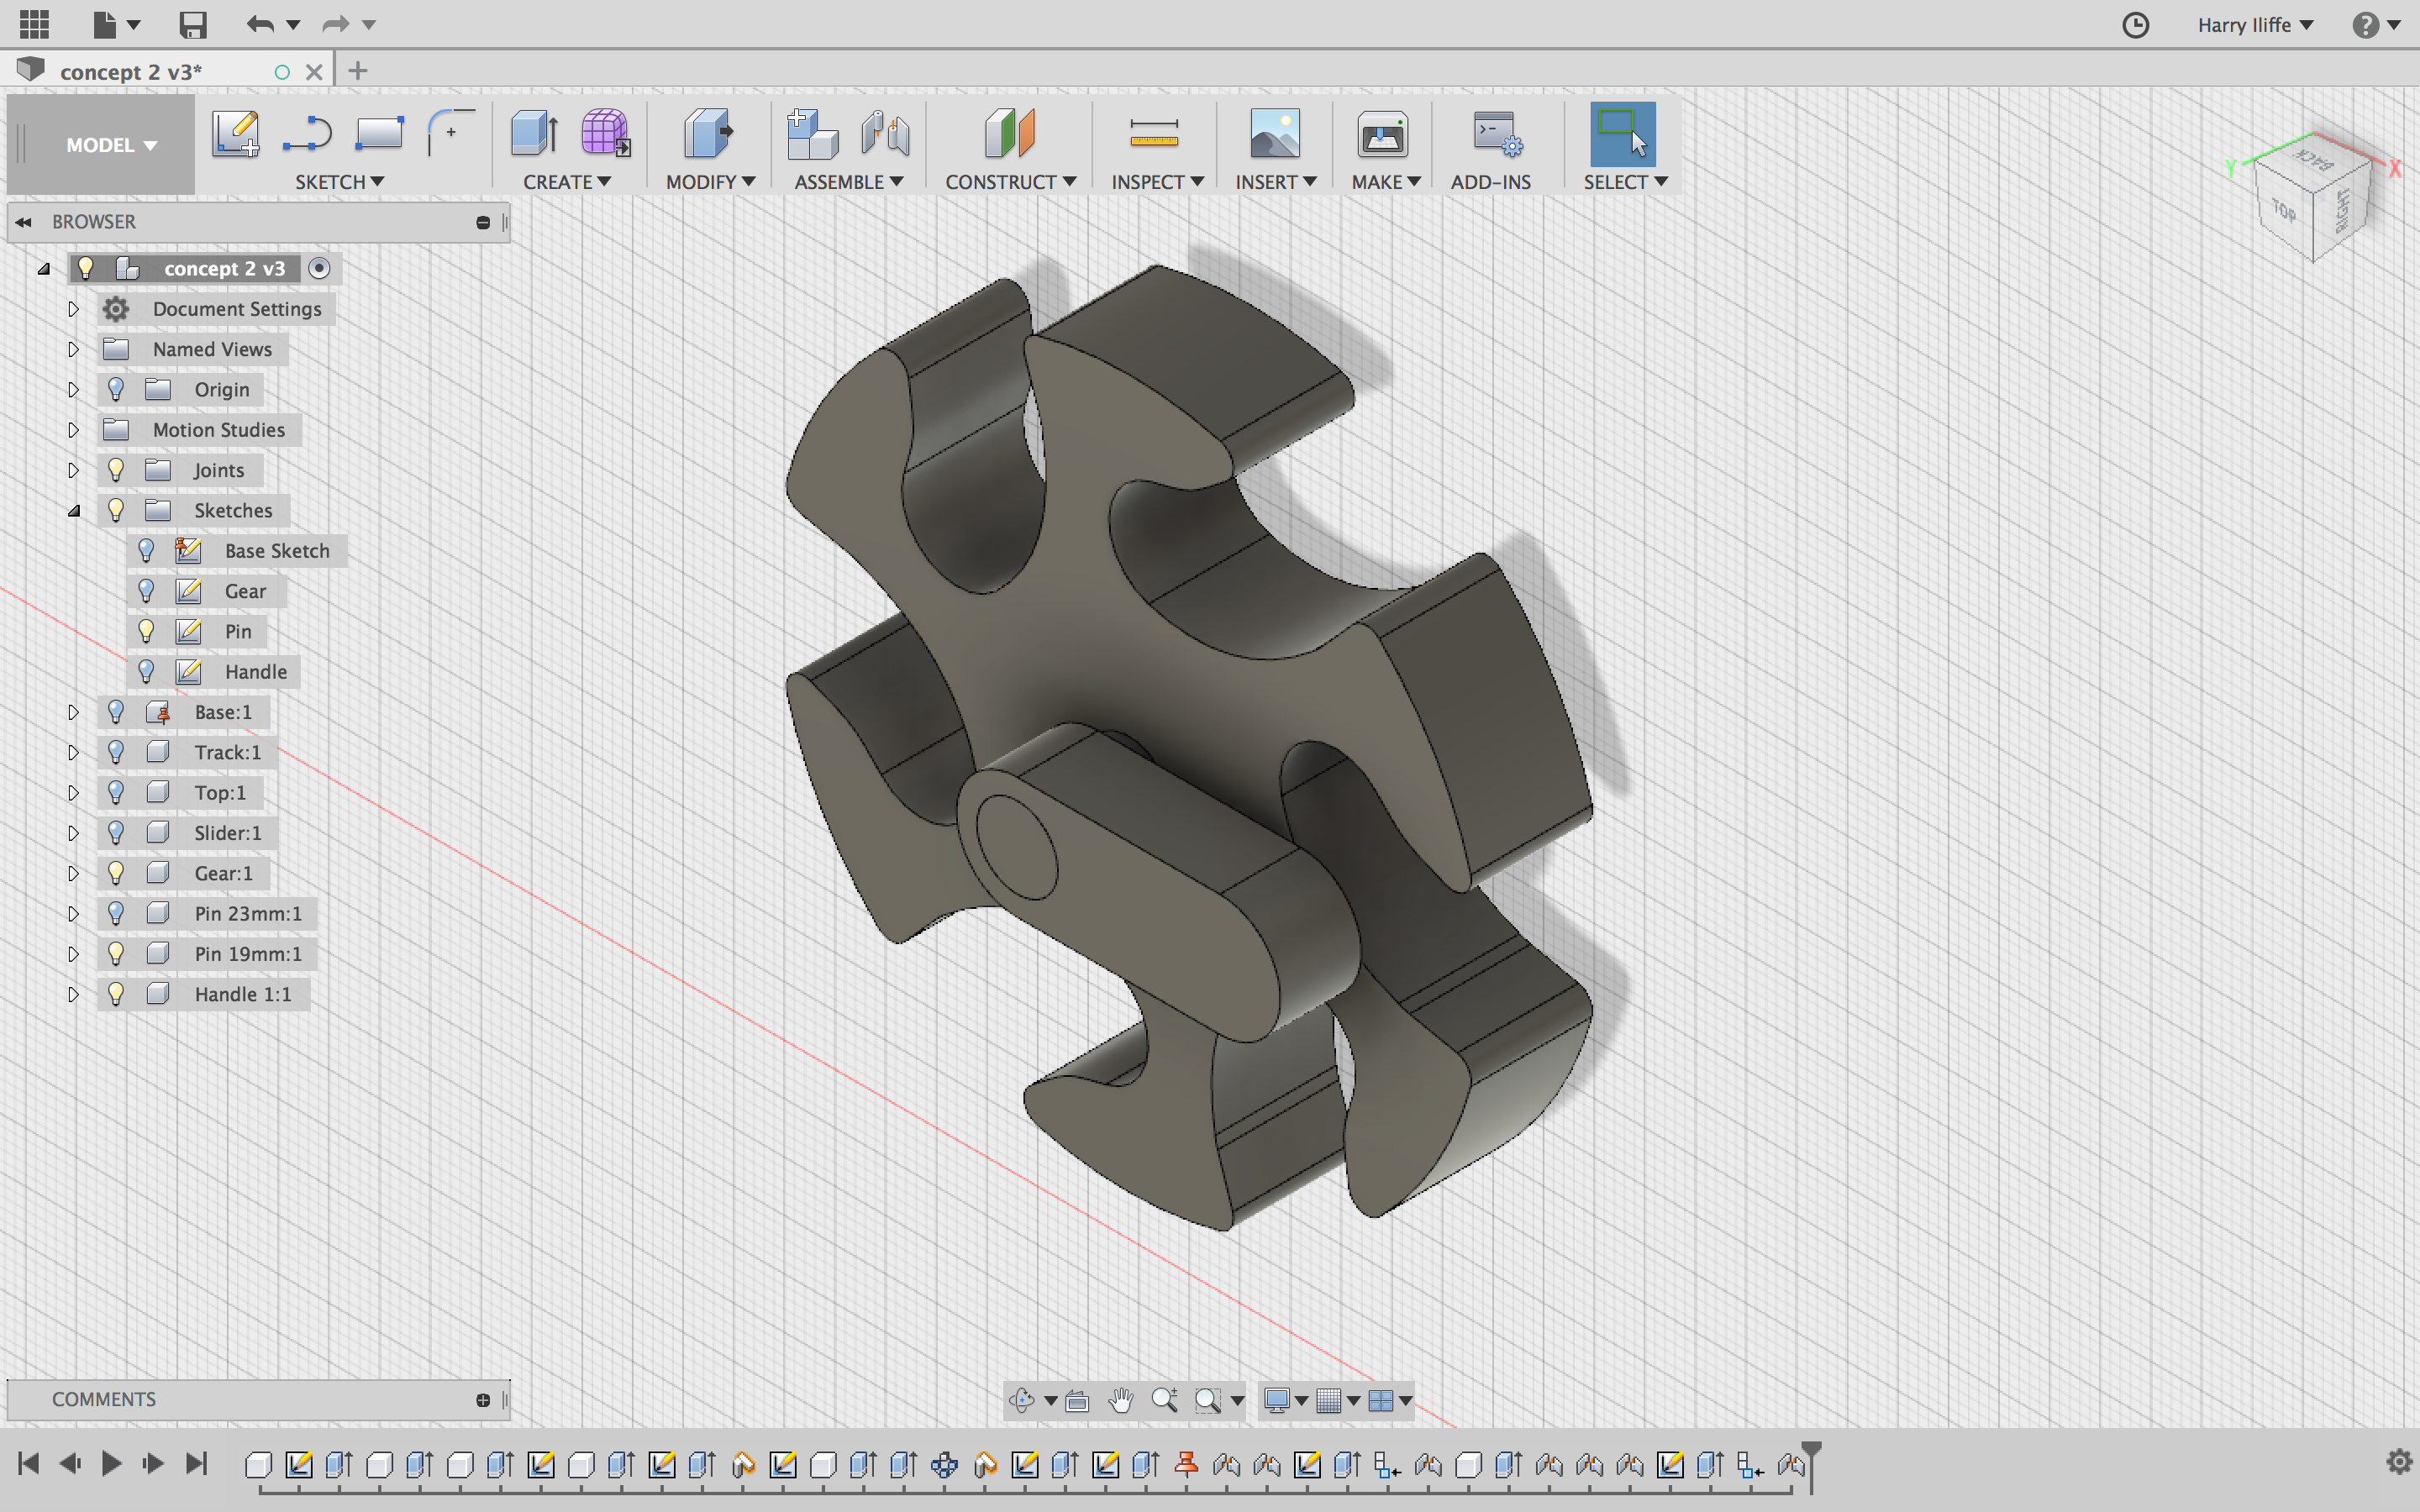 Harry Iliffe
?
concept 2 v3*
MODEL
SKETCH
CREATE
MODIFY
ASSEMBLE
CONSTRUCT
INSPECT
INSERT
MAKE
ADD-INS
SELECT
Y
X
BACK
TOP
RIGHT
BROWSER
concept 2 v3
Document Settings
Named Views
Origin
Motion Studies
Joints
Sketches
Base Sketch
Gear
Pin
Handle
Base:1
Track:1
Top:1
Slider:1
Gear:1
Pin 23mm:1
Pin 19mm:1
Handle 1:1
COMMENTS